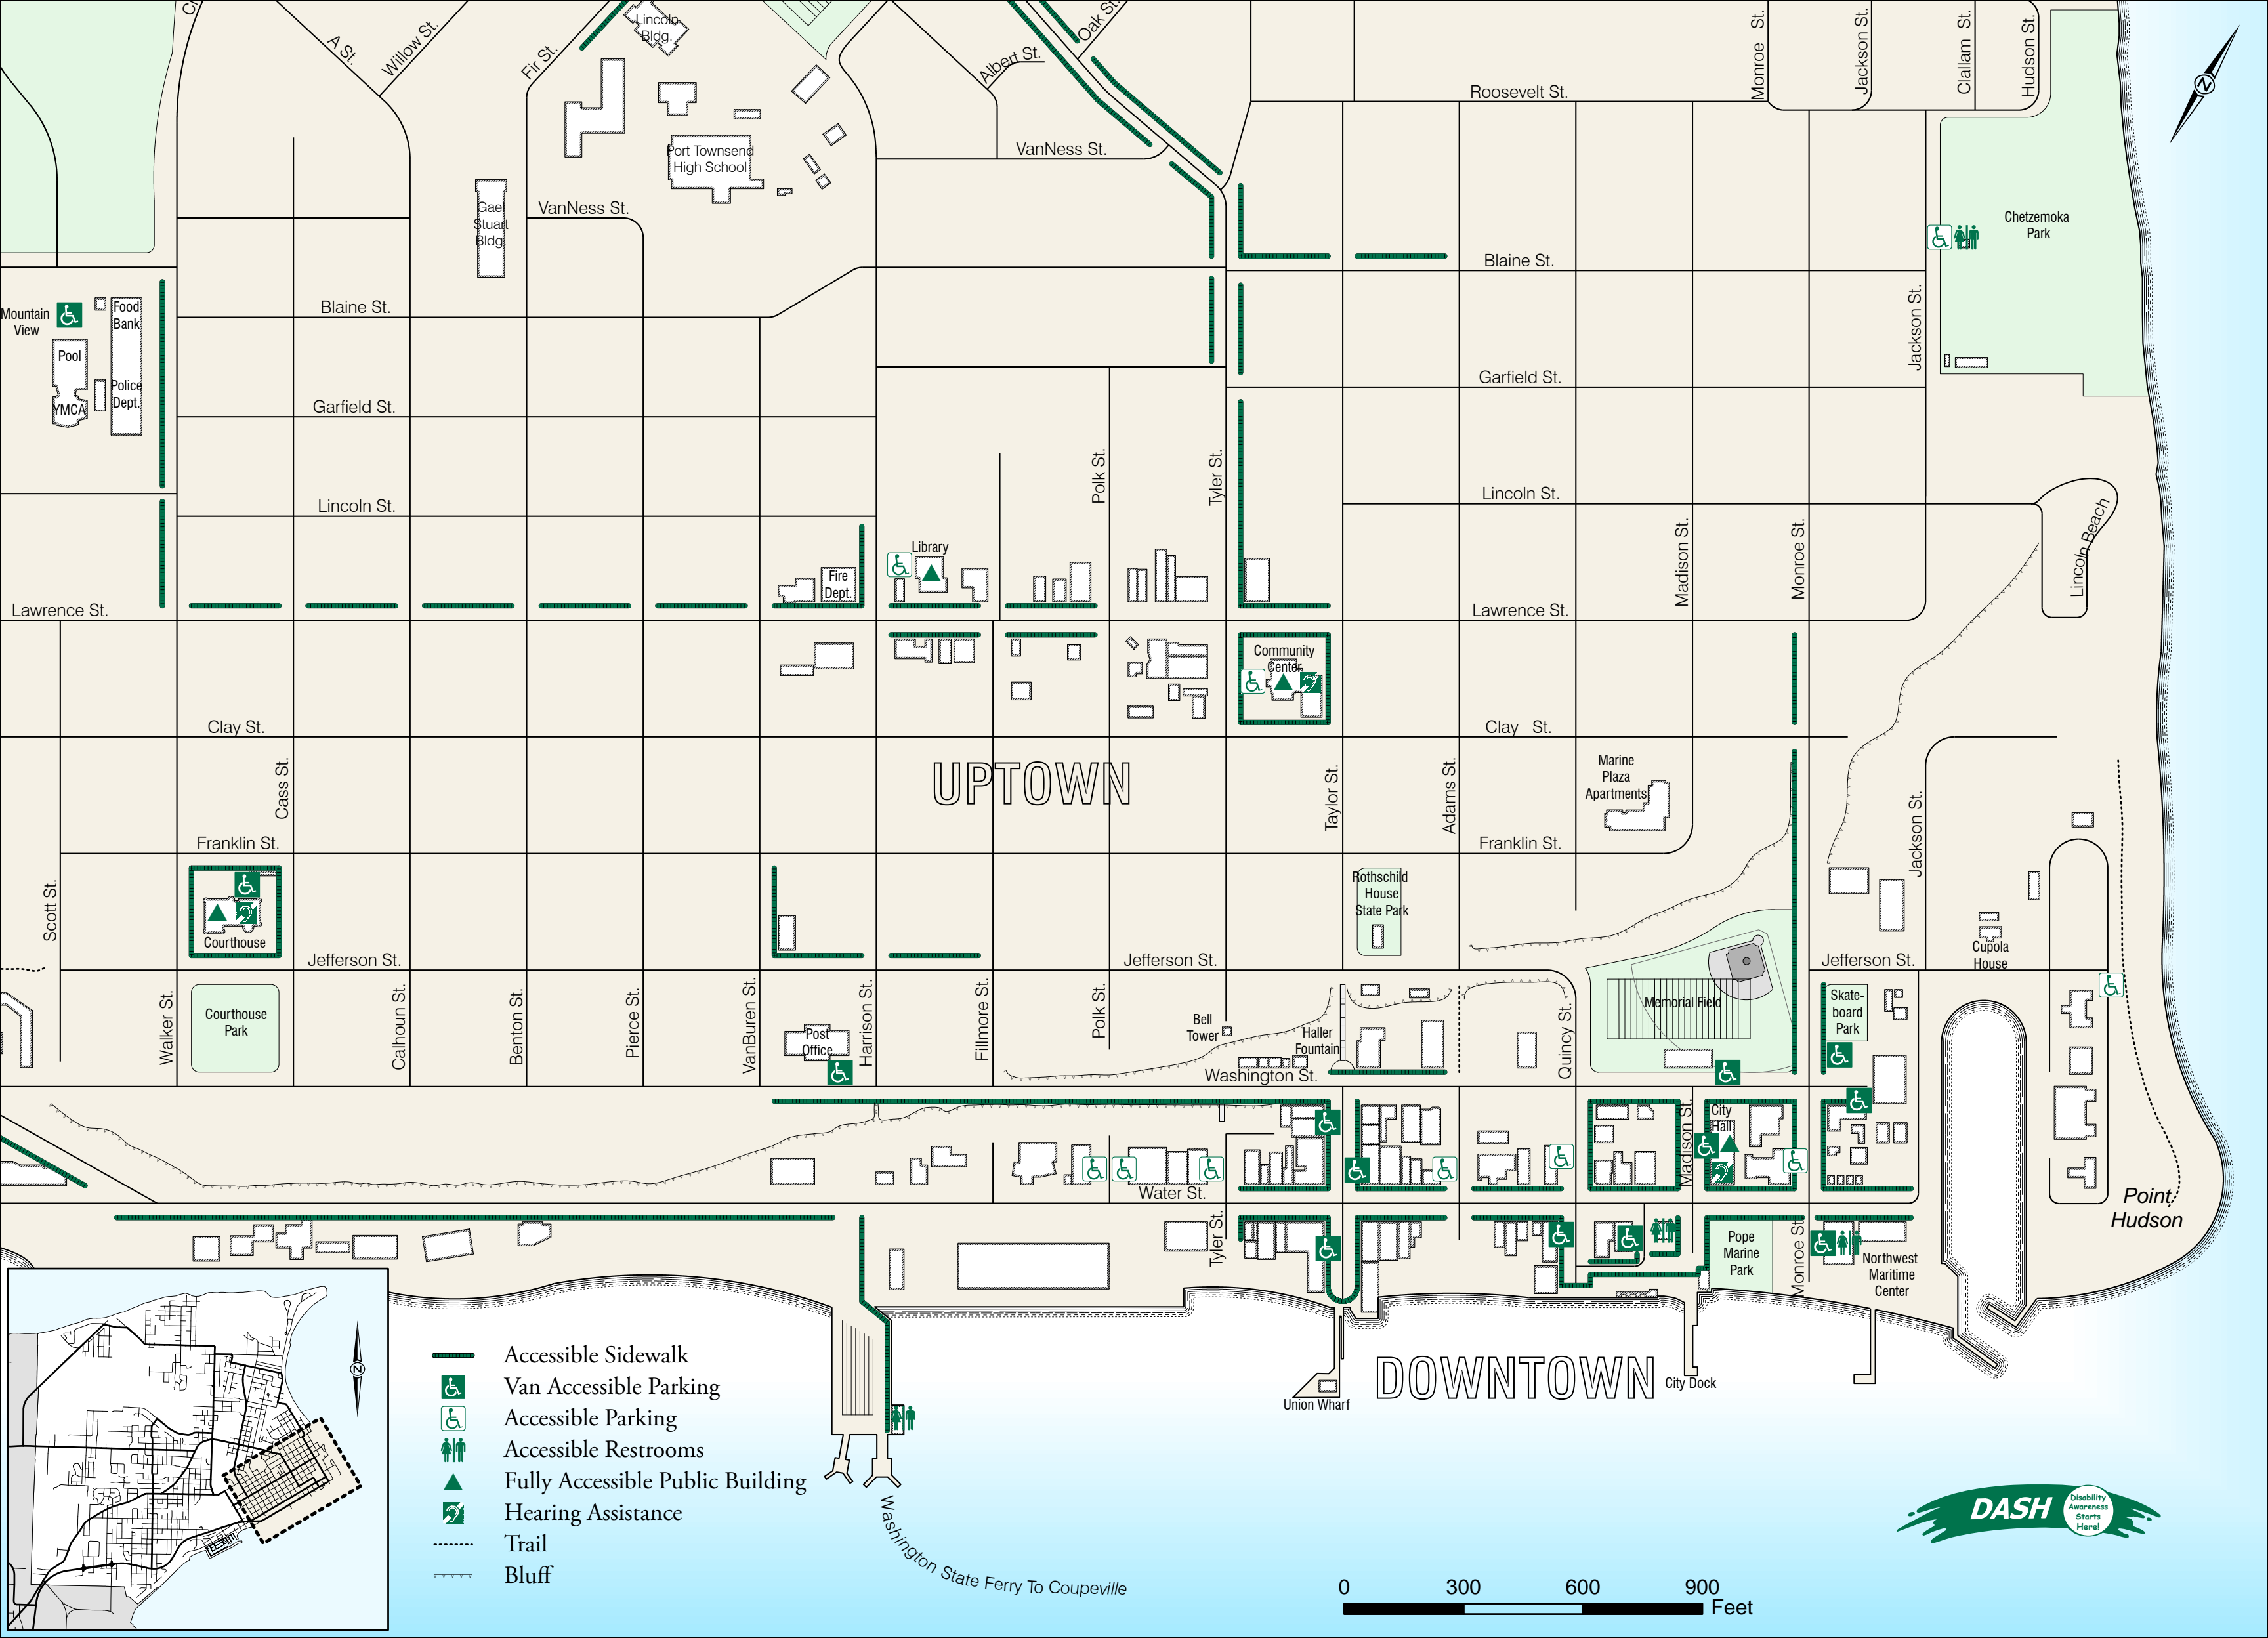 A St.
Willow St.
Fir St.
Lincoln
Bldg.
Albert St.
Oak St.
Monroe St.
Jackson St.
Clallam St.
Hudson St.
Roosevelt St.
N
VanNess St.
Port Townsend
High School
Gael
Stuart
Bldg.
VanNess St.
Chetzemoka
Park
Blaine St.
Mountain
View
Food
Bank
Blaine St.
Pool
Police
Dept.
YMCA
Jackson St.
Garfield St.
Garfield St.
Polk St.
Tyler St.
Lincoln St.
Lincoln St.
Lincoln Beach
Madison St.
Monroe St.
Library
Fire
Dept.
Lawrence St.
Lawrence St.
Community
Center
Clay St.
Clay St.
UPTOWN
Cass St.
Taylor St.
Adams St.
Marine
Plaza
Apartments
Jackson St.
Franklin St.
Franklin St.
Scott St.
Courthouse
Rothschild
House
State Park
Cupola
House
Jefferson St.
Jefferson St.
Jefferson St.
Courthouse
Park
Walker St.
Calhoun St.
Benton St.
Pierce St.
VanBuren St.
Post
Office
Harrison St.
Fillmore St.
Polk St.
Bell
Tower
Haller
Fountain
Quincy St.
Memorial Field
Skate-
board
Park
Washington St.
Madison St.
City
Hall
Water St.
Point
Hudson
Tyler St.
Pope
Marine
Park
Monroe St.
Northwest
Maritime
Center
Union Wharf
DOWNTOWN
City Dock
N
Accessible Sidewalk
Van Accessible Parking
Accessible Parking
Accessible Restrooms
Fully Accessible Public Building
Hearing Assistance
Trail
Bluff
Washington State Ferry To Coupeville
DASH
Disability
Awareness
Starts
Here!
0 300 600 900
Feet